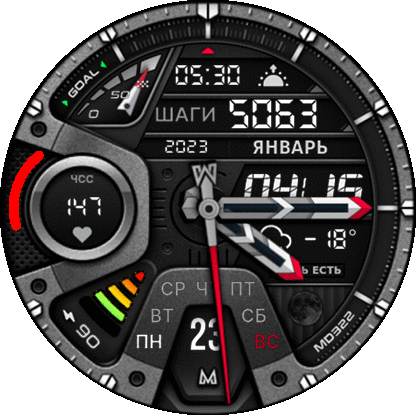 GOAL
50
0
05:30
ШАГИ 5063
2023 ЯНВАРЬ
ЧСС
147
04:15
-18°
ЕСТЬ
90
СР ПТ
ВТ СБ
ПН 23 ВС
MD322